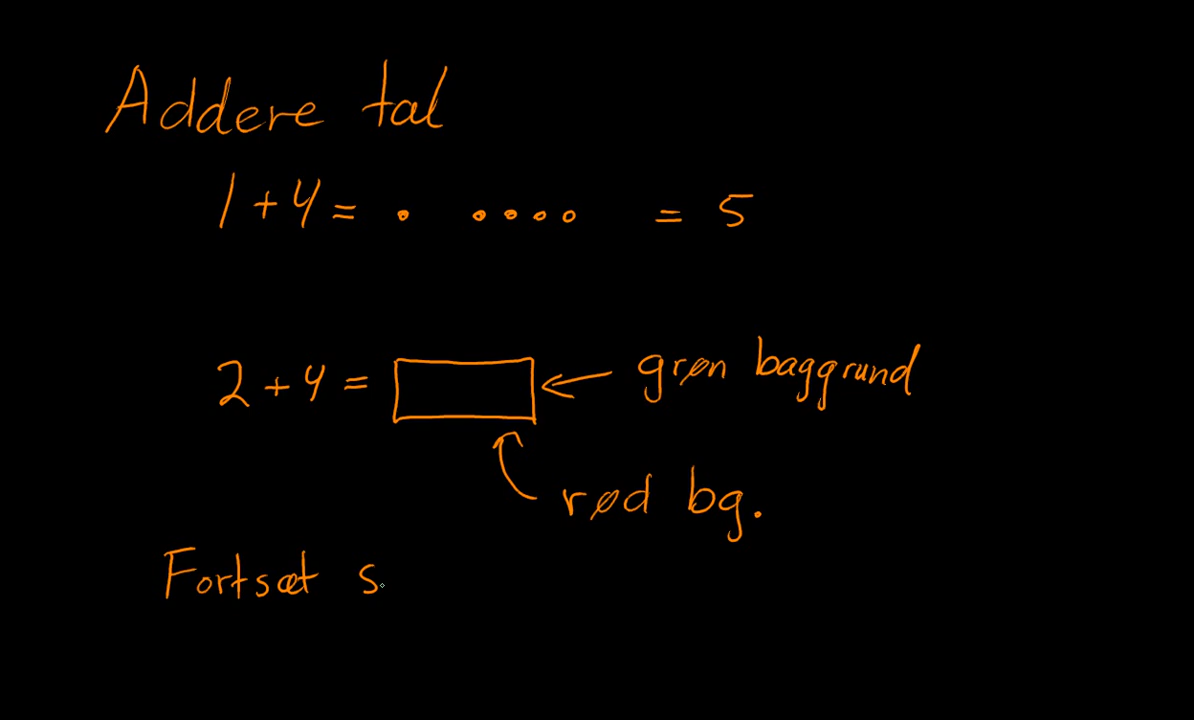 Addere tal
1 + 4 = • •••• = 5
2 + 4 = ← grøn baggrund
rød bg.
Fortsæt s